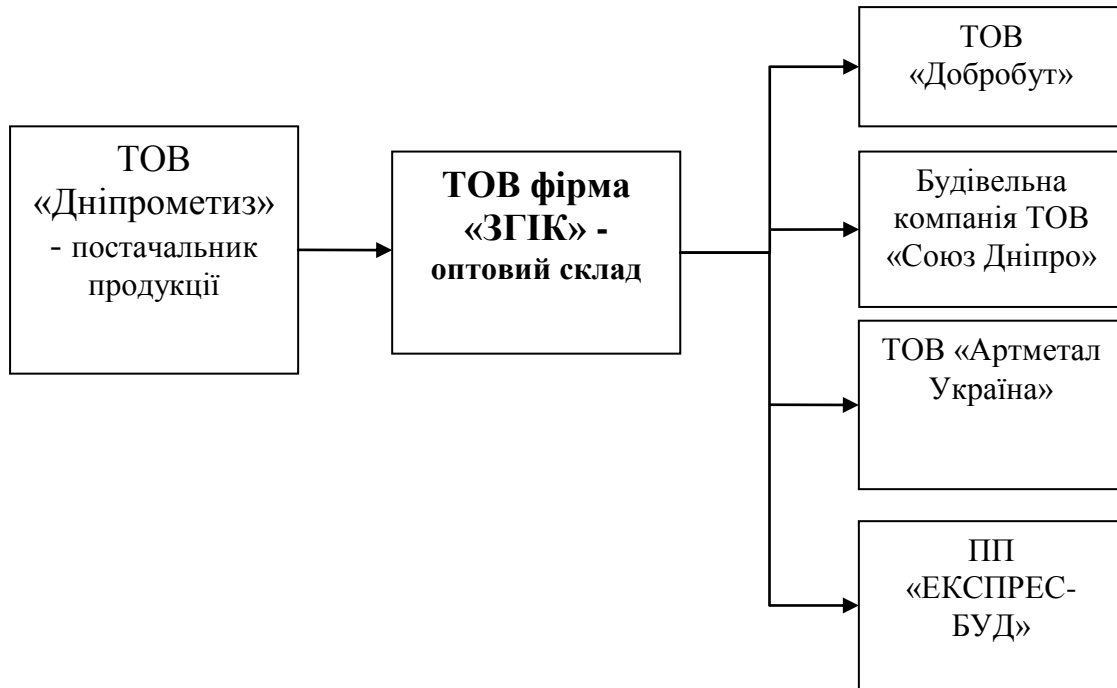 ТОВ
«Дніпрометиз»
- постачальник
продукції
ТОВ фірма
«ЗГІК» -
оптовий склад
ТОВ
«Добробут»
Будівельна
компанія ТОВ
«Союз Дніпро»
ТОВ «Артметал
Україна»
ПП
«ЕКСПРЕС-
БУД»